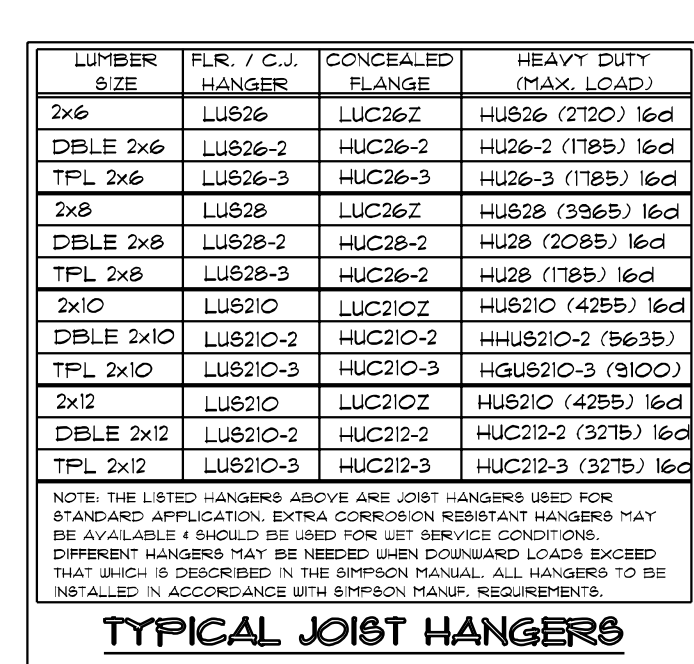 LUMBER SIZE FLR. / C.J. HANGER CONCEALED FLANGE HEAVY DUTY (MAX. LOAD)
2x6 LUS26 LUC26Z HUS26 (2720) 16d
DBLE 2x6 LUS26-2 HUC26-2 HU26-2 (1785) 16d
TPL 2x6 LUS26-3 HUC26-3 HU26-3 (1785) 16d
2x8 LUS28 LUC26Z HUS28 (3965) 16d
DBLE 2x8 LUS28-2 HUC28-2 HU28 (2085) 16d
TPL 2x8 LUS28-3 HUC26-2 HU28 (1785) 16d
2x10 LUS210 LUC210Z HUS210 (4255) 16d
DBLE 2x10 LUS210-2 HUC210-2 HHUS210-2 (5635)
TPL 2x10 LUS210-3 HUC210-3 HGUS210-3 (9100)
2x12 LUS210 LUC210Z HUS210 (4255) 16d
DBLE 2x12 LUS210-2 HUC212-2 HUC212-2 (3275) 16d
TPL 2x12 LUS210-3 HUC212-3 HUC212-3 (3275) 16d
NOTE: THE LISTED HANGERS ABOVE ARE JOIST HANGERS USED FOR
STANDARD APPLICATION. EXTRA CORROSION RESISTANT HANGERS MAY
BE AVAILABLE & SHOULD BE USED FOR WET SERVICE CONDITIONS.
DIFFERENT HANGERS MAY BE NEEDED WHEN DOWNWARD LOADS EXCEED
THAT WHICH IS DESCRIBED IN THE SIMPSON MANUAL. ALL HANGERS TO BE
INSTALLED IN ACCORDANCE WITH SIMPSON MANUF. REQUIREMENTS.
TYPICAL JOIST HANGERS